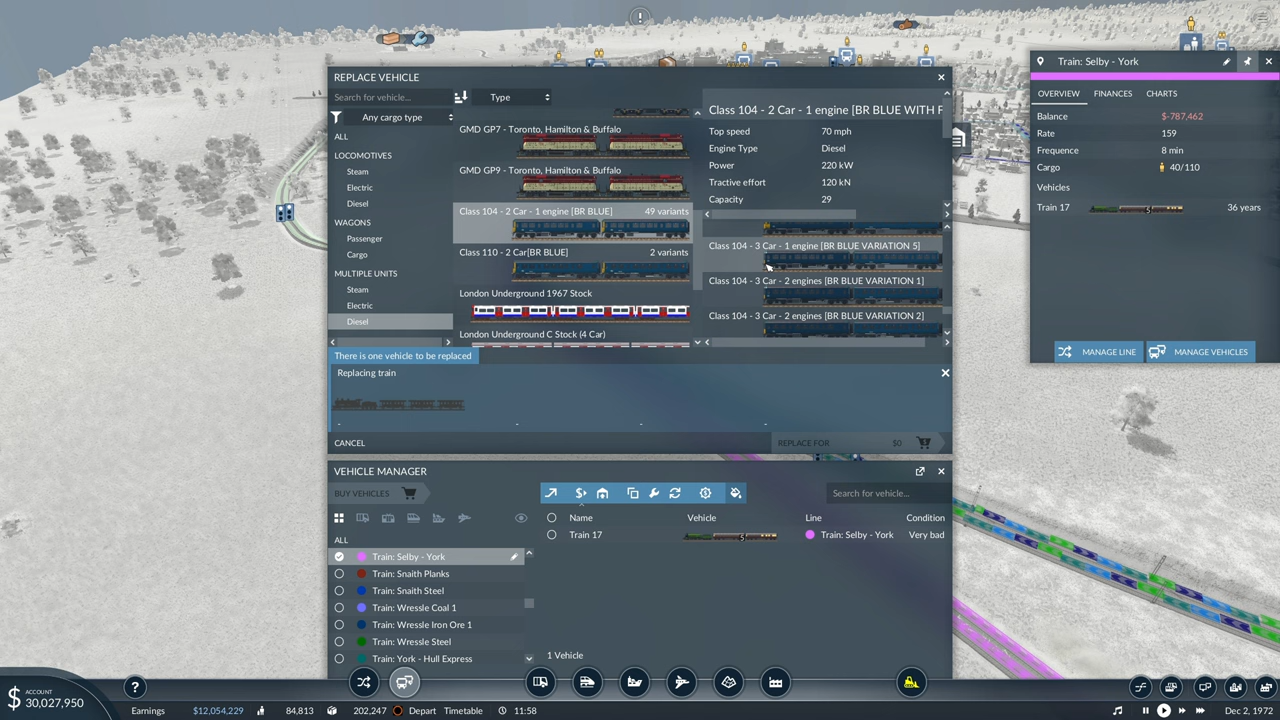 REPLACE VEHICLE
Search for vehicle...
Type
Any cargo type
ALL
LOCOMOTIVES
Steam
Electric
Diesel
WAGONS
Passenger
Cargo
MULTIPLE UNITS
Steam
Electric
Diesel
GMD GP7 - Toronto, Hamilton & Buffalo
GMD GP9 - Toronto, Hamilton & Buffalo
Class 104 - 2 Car - 1 engine [BR BLUE] 49 variants
Class 110 - 2 Car[BR BLUE] 2 variants
London Underground 1967 Stock
London Underground C Stock (4 Car)
Class 104 - 2 Car - 1 engine [BR BLUE WITH F
Top speed 70 mph
Engine Type Diesel
Power 220 kW
Tractive effort 120 kN
Capacity 29
Class 104 - 3 Car - 1 engine [BR BLUE VARIATION 5]
Class 104 - 3 Car - 2 engines [BR BLUE VARIATION 1]
Class 104 - 3 Car - 2 engines [BR BLUE VARIATION 2]
There is one vehicle to be replaced
Replacing train
- - - -
CANCEL
REPLACE FOR $0
Train: Selby - York
OVERVIEW FINANCES CHARTS
Balance $-787,462
Rate 159
Frequence 8 min
Cargo 40/110
Vehicles
Train 17 36 years
MANAGE LINE MANAGE VEHICLES
VEHICLE MANAGER
BUY VEHICLES
Search for vehicle...
ALL
Train: Selby - York
Train: Snaith Planks
Train: Snaith Steel
Train: Wressle Coal 1
Train: Wressle Iron Ore 1
Train: Wressle Steel
Train: York - Hull Express
Name Vehicle Line Condition
Train 17 Train: Selby - York Very bad
1 Vehicle
$ ACCOUNT
30,027,950
?
Earnings $12,054,229 84,813 202,247 Depart Timetable 11:58
Dec 2, 1972